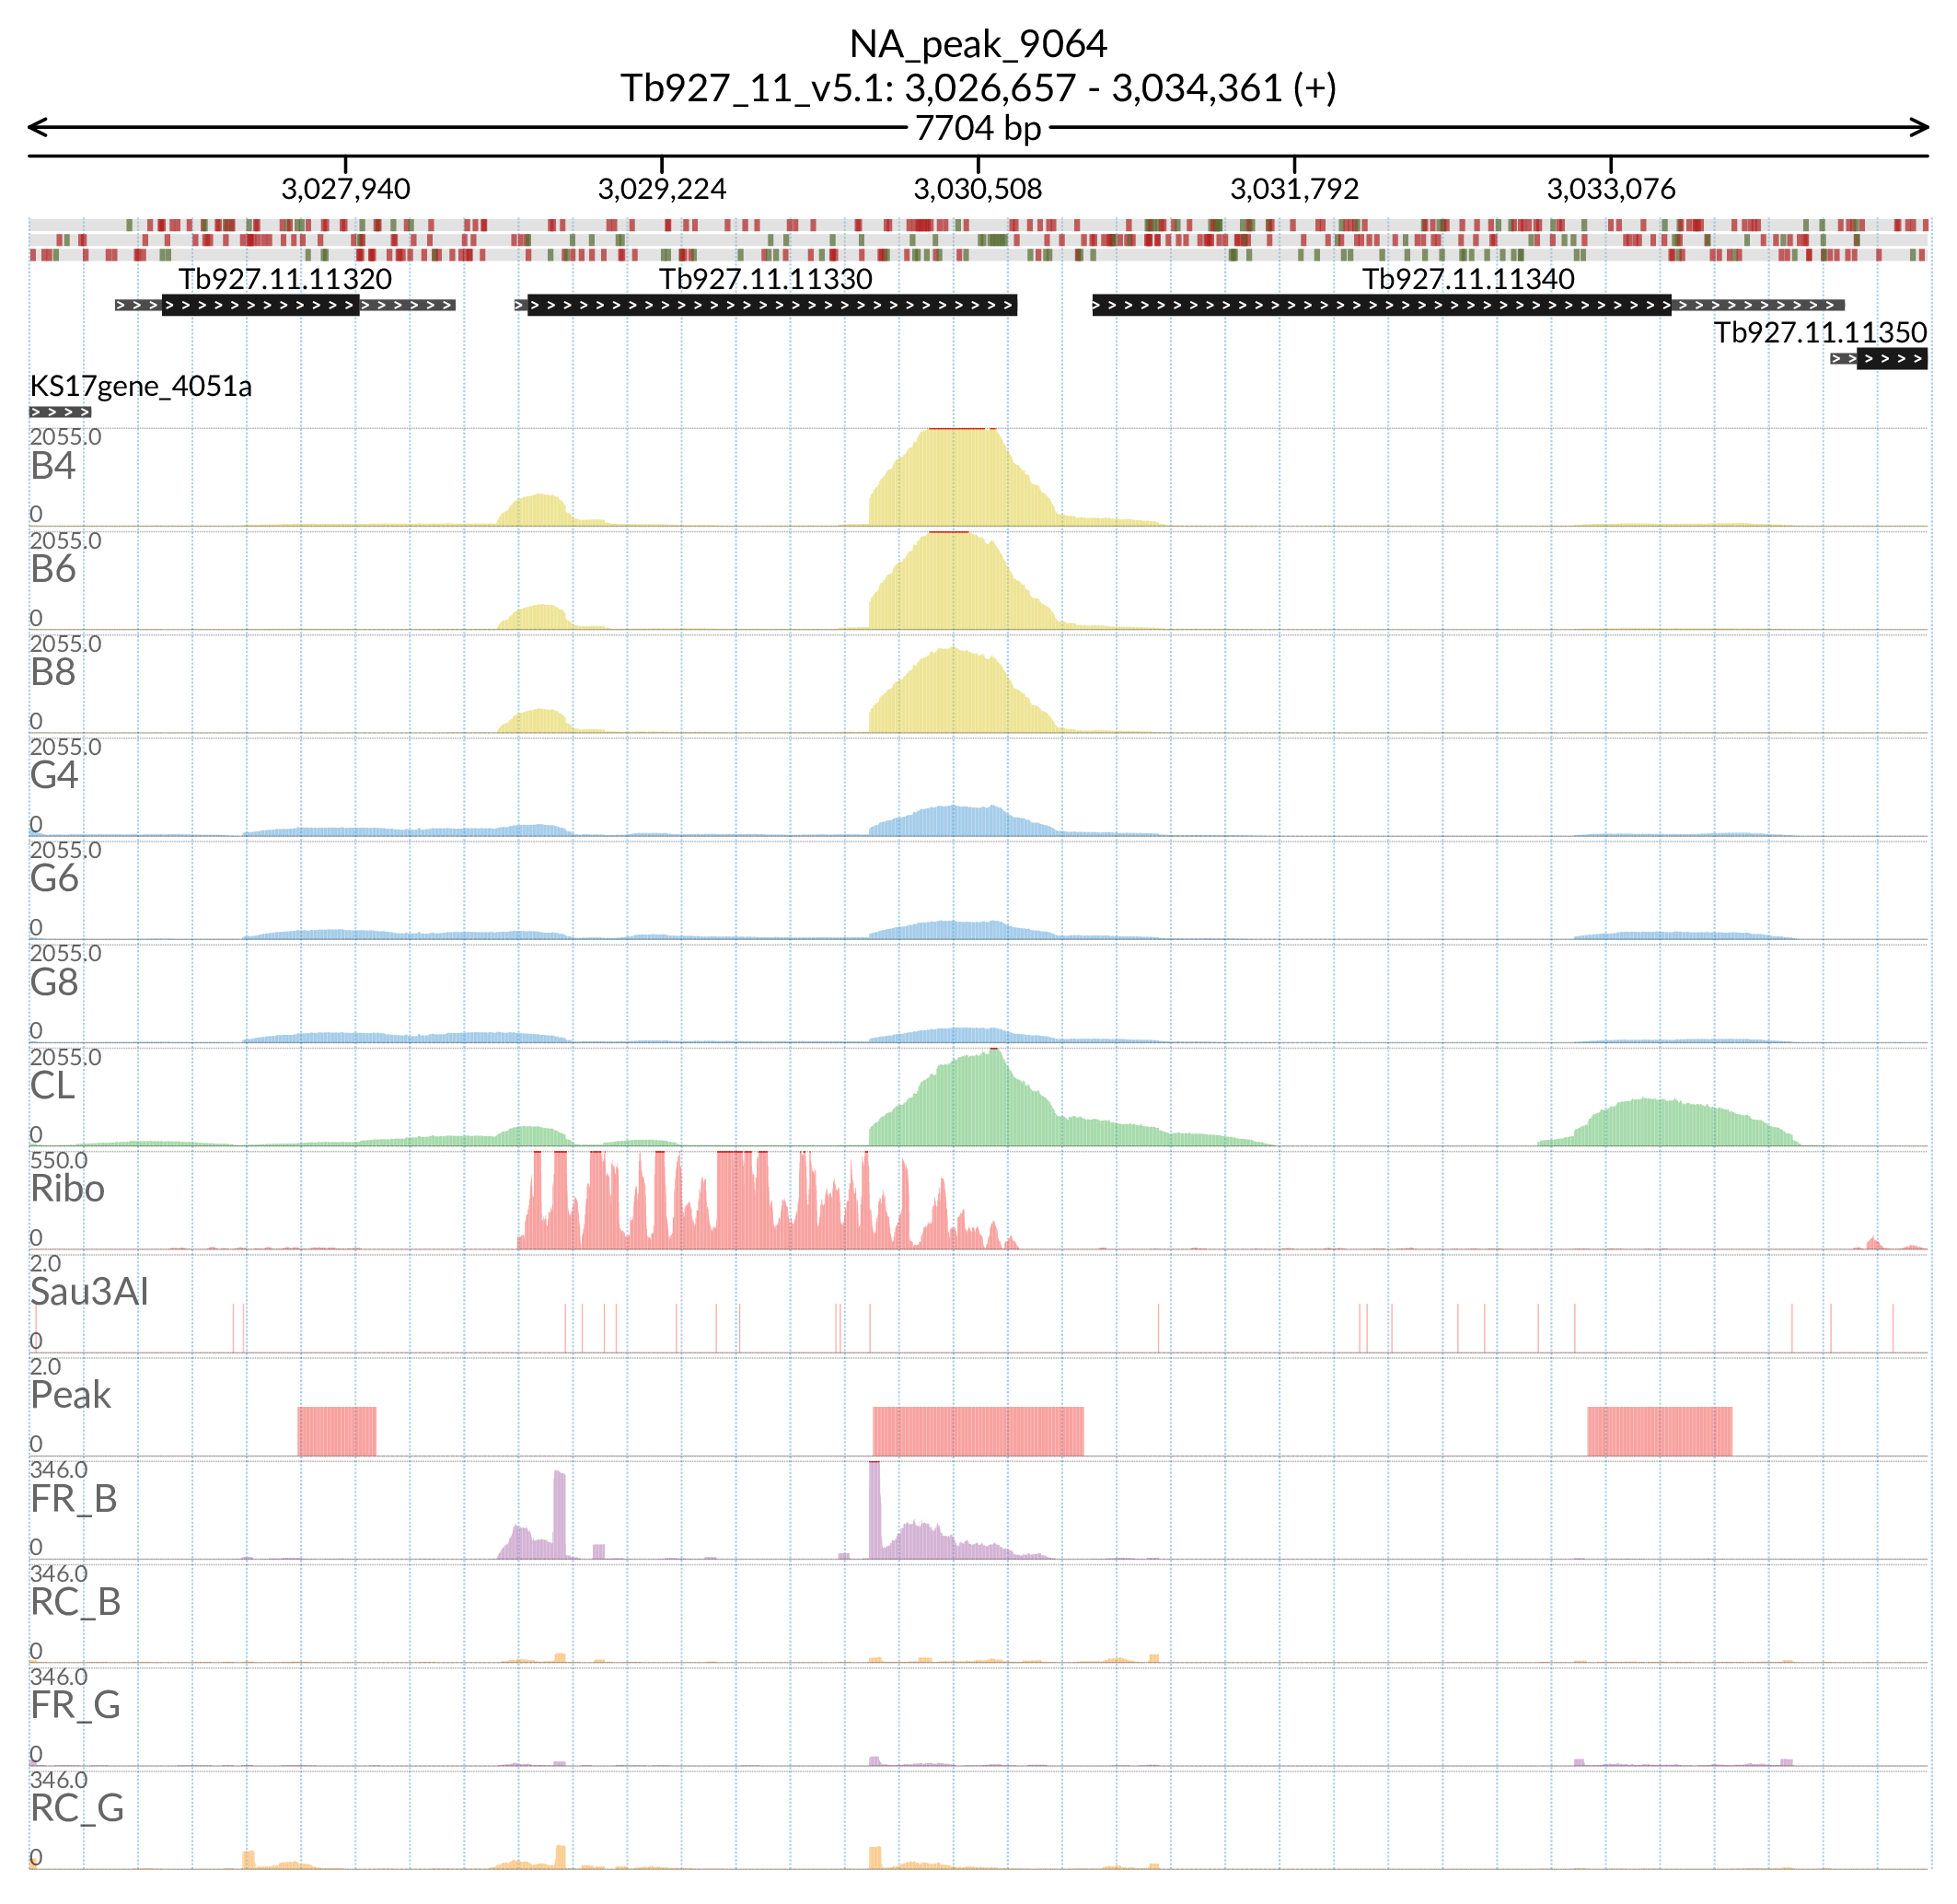 NA_peak_9064
Tb927_11_v5.1: 3,026,657 - 3,034,361 (+)
7704 bp
3,027,940 3,029,224 3,030,508 3,031,792 3,033,076
Tb927.11.11320 Tb927.11.11330 Tb927.11.11340
Tb927.11.11350
KS17gene_4051a
2055.0
B4
0
2055.0
B6
0
2055.0
B8
0
2055.0
G4
0
2055.0
G6
0
2055.0
G8
0
2055.0
CL
0
550.0
Ribo
0
2.0
Sau3AI
0
2.0
Peak
0
346.0
FR_B
0
346.0
RC_B
0
346.0
FR_G
0
346.0
RC_G
0